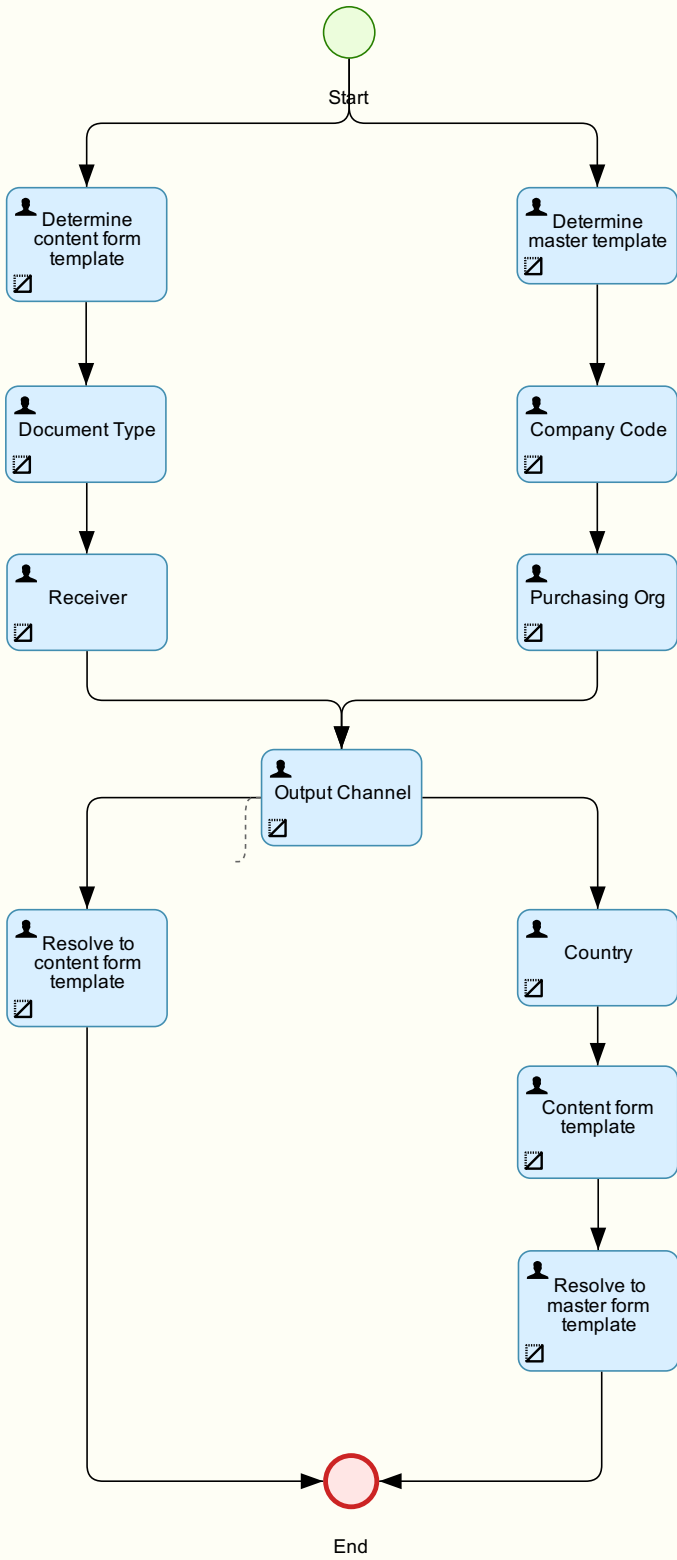 Start
Determine
content form
template
Determine
master template
Document Type
Company Code
Receiver
Purchasing Org
Output Channel
Resolve to
content form
template
Country
Content form
template
Resolve to
master form
template
End